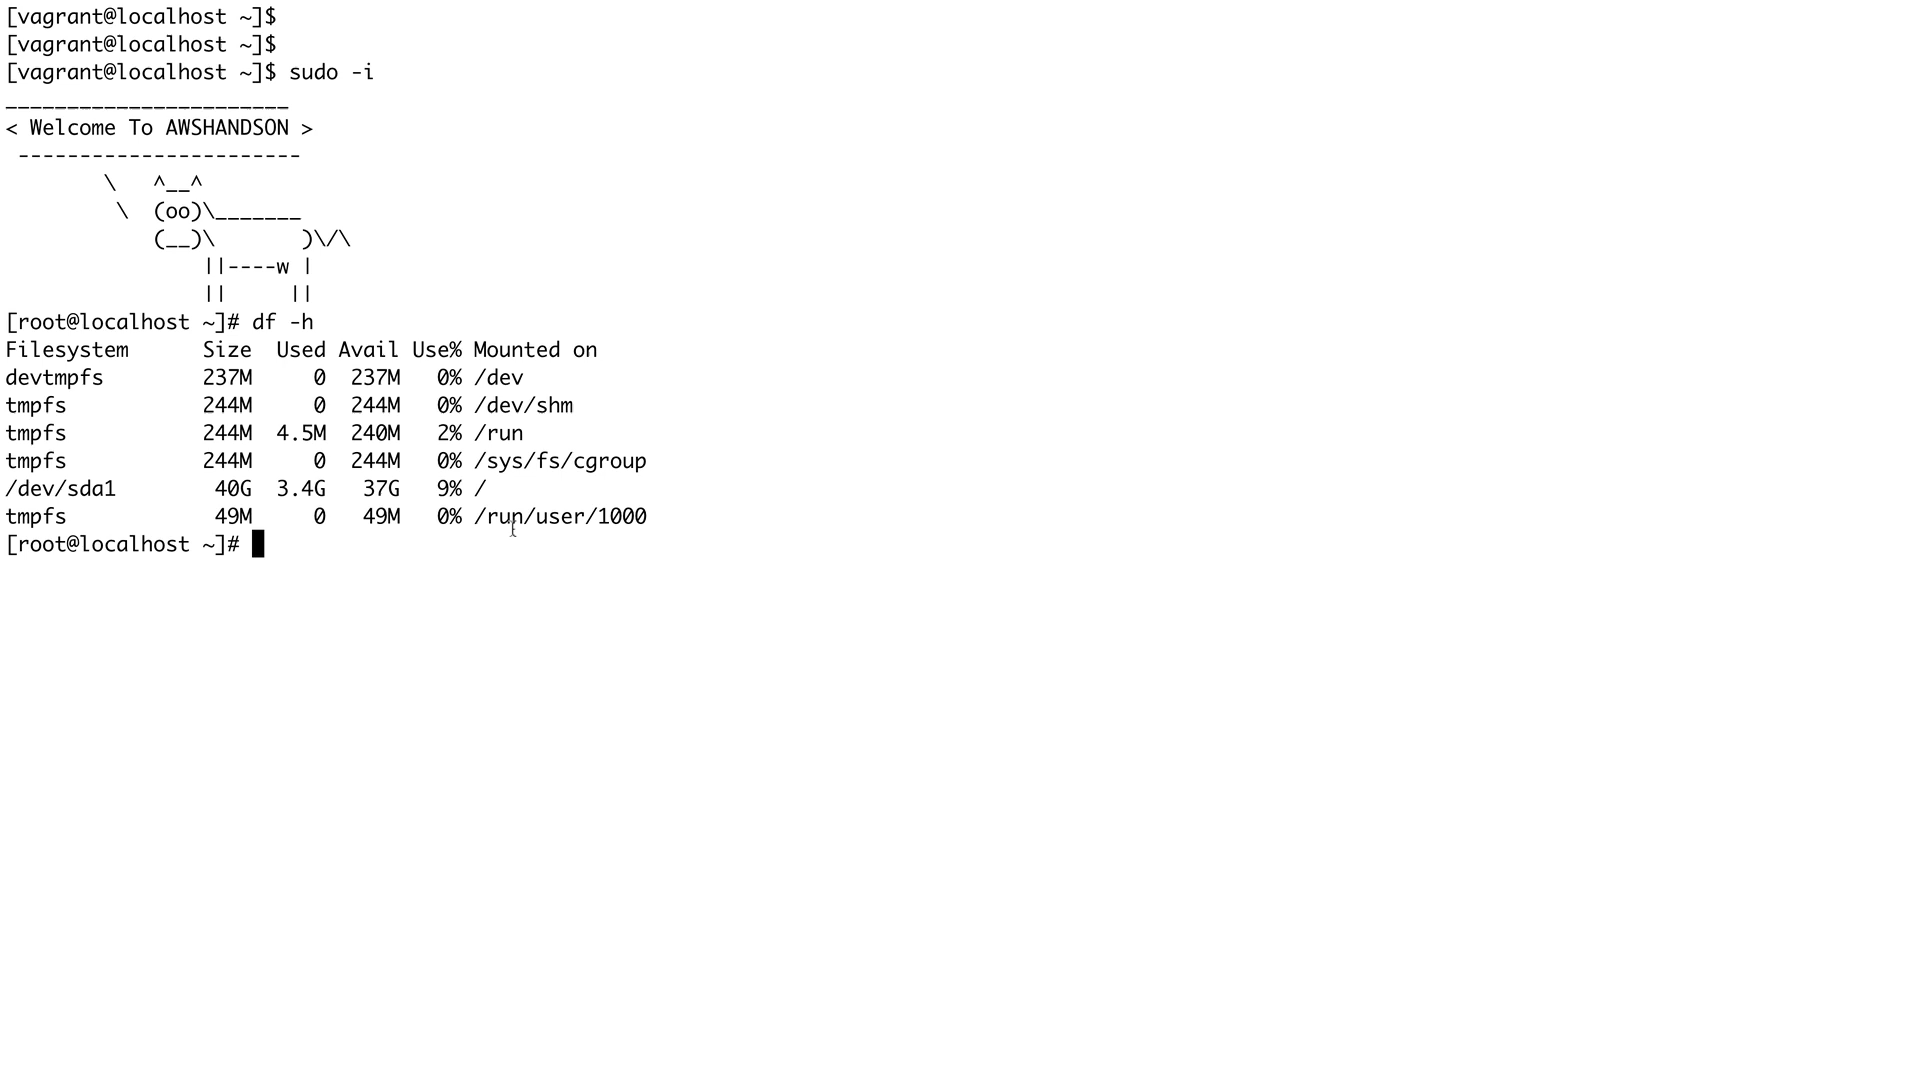 [vagrant@localhost ~]$
[vagrant@localhost ~]$
[vagrant@localhost ~]$ sudo -i
_______________________
< Welcome To AWSHANDSON >
 -----------------------
        \   ^__^
         \  (oo)\_______
            (__)\       )\/\
                ||----w |
                ||     ||
[root@localhost ~]# df -h
Filesystem      Size  Used Avail Use% Mounted on
devtmpfs        237M     0  237M   0% /dev
tmpfs           244M     0  244M   0% /dev/shm
tmpfs           244M  4.5M  240M   2% /run
tmpfs           244M     0  244M   0% /sys/fs/cgroup
/dev/sda1        40G  3.4G   37G   9% /
tmpfs            49M     0   49M   0% /run/user/1000
[root@localhost ~]#